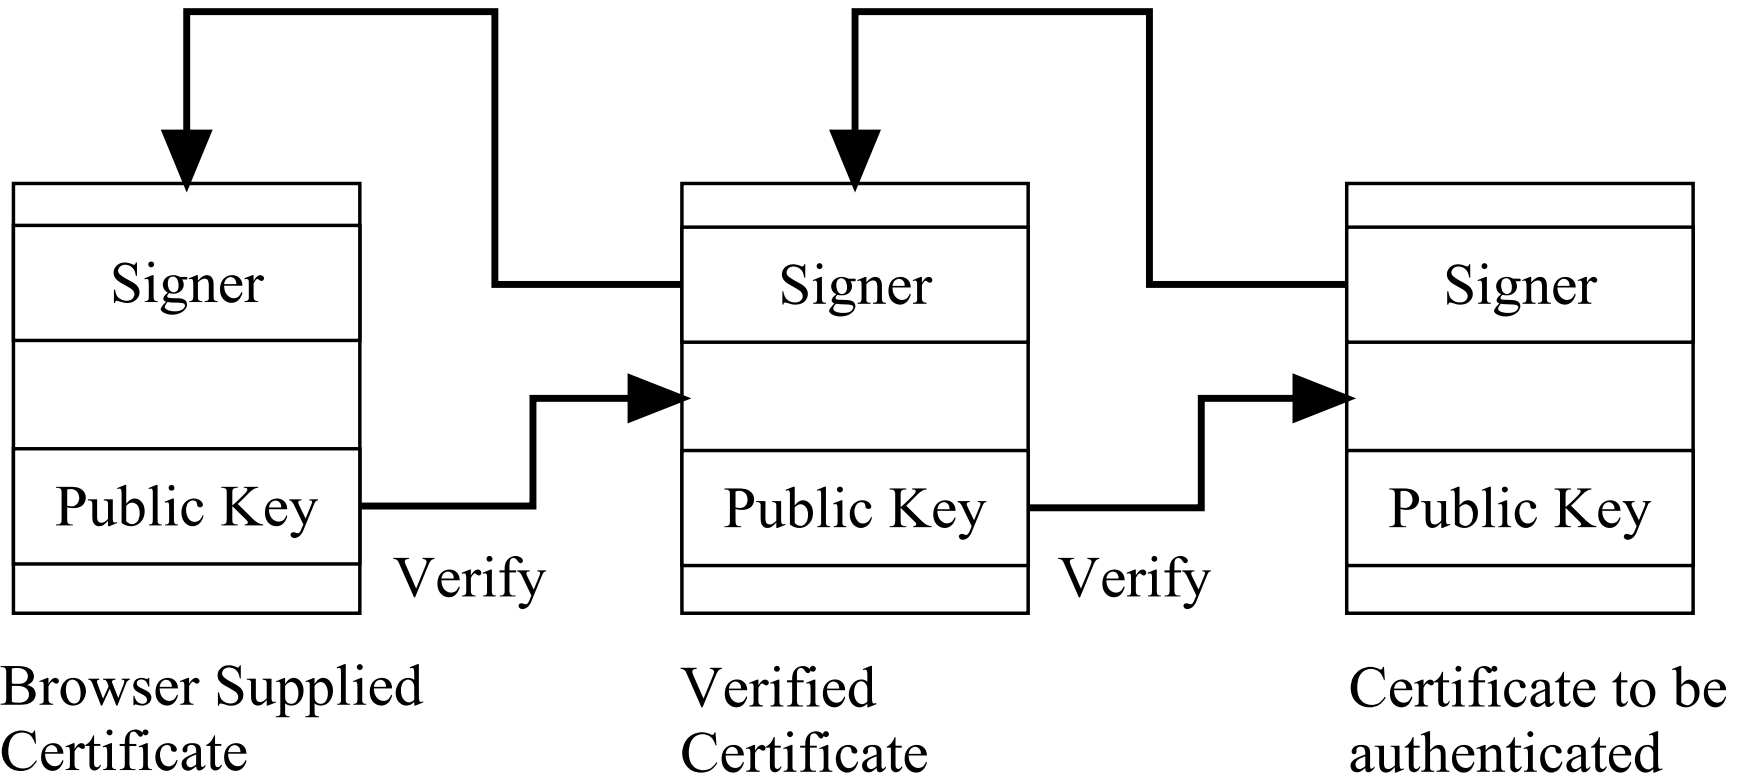 Signer
Signer
Signer
Public Key
Public Key
Public Key
Verify
Verify
Browser Supplied
Certificate
Verified
Certificate
Certificate to be
authenticated